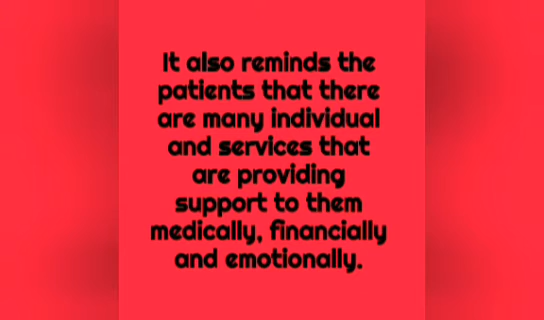 It also reminds the
patients that there
are many individual
and services that
are providing
support to them
medically, financially
and emotionally.